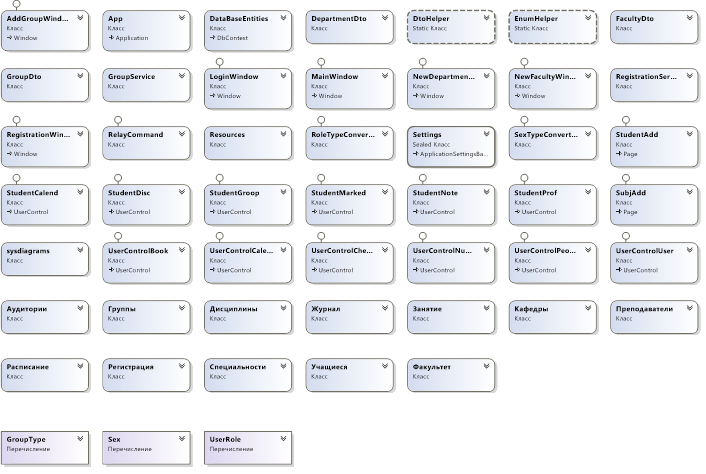 AddGroupWind...
Класс
Window
App
Класс
Application
DataBaseEntities
Класс
DbContext
DepartmentDto
Класс
DtoHelper
Static Класс
EnumHelper
Static Класс
FacultyDto
Класс
GroupDto
Класс
GroupService
Класс
LoginWindow
Класс
Window
MainWindow
Класс
Window
NewDepartmen...
Класс
Window
NewFacultyWin...
Класс
Window
RegistrationSer...
Класс
RegistrationWin...
Класс
Window
RelayCommand
Класс
Resources
Класс
RoleTypeConver...
Класс
Settings
Sealed Класс
ApplicationSettingsBa...
SexTypeConvert...
Класс
StudentAdd
Класс
Page
StudentCalend
Класс
UserControl
StudentDisc
Класс
UserControl
StudentGroop
Класс
UserControl
StudentMarked
Класс
UserControl
StudentNote
Класс
UserControl
StudentProf
Класс
UserControl
SubjAdd
Класс
Page
sysdiagrams
Класс
UserControlBook
Класс
UserControl
UserControlCale...
Класс
UserControl
UserControlChe...
Класс
UserControl
UserControlNu...
Класс
UserControl
UserControlPeo...
Класс
UserControl
UserControlUser
Класс
UserControl
Аудитории
Класс
Группы
Класс
Дисциплины
Класс
Журнал
Класс
Занятие
Класс
Кафедры
Класс
Преподаватели
Класс
Расписание
Класс
Регистрация
Класс
Специальности
Класс
Учащиеся
Класс
Факультет
Класс
GroupType
Перечисление
Sex
Перечисление
UserRole
Перечисление